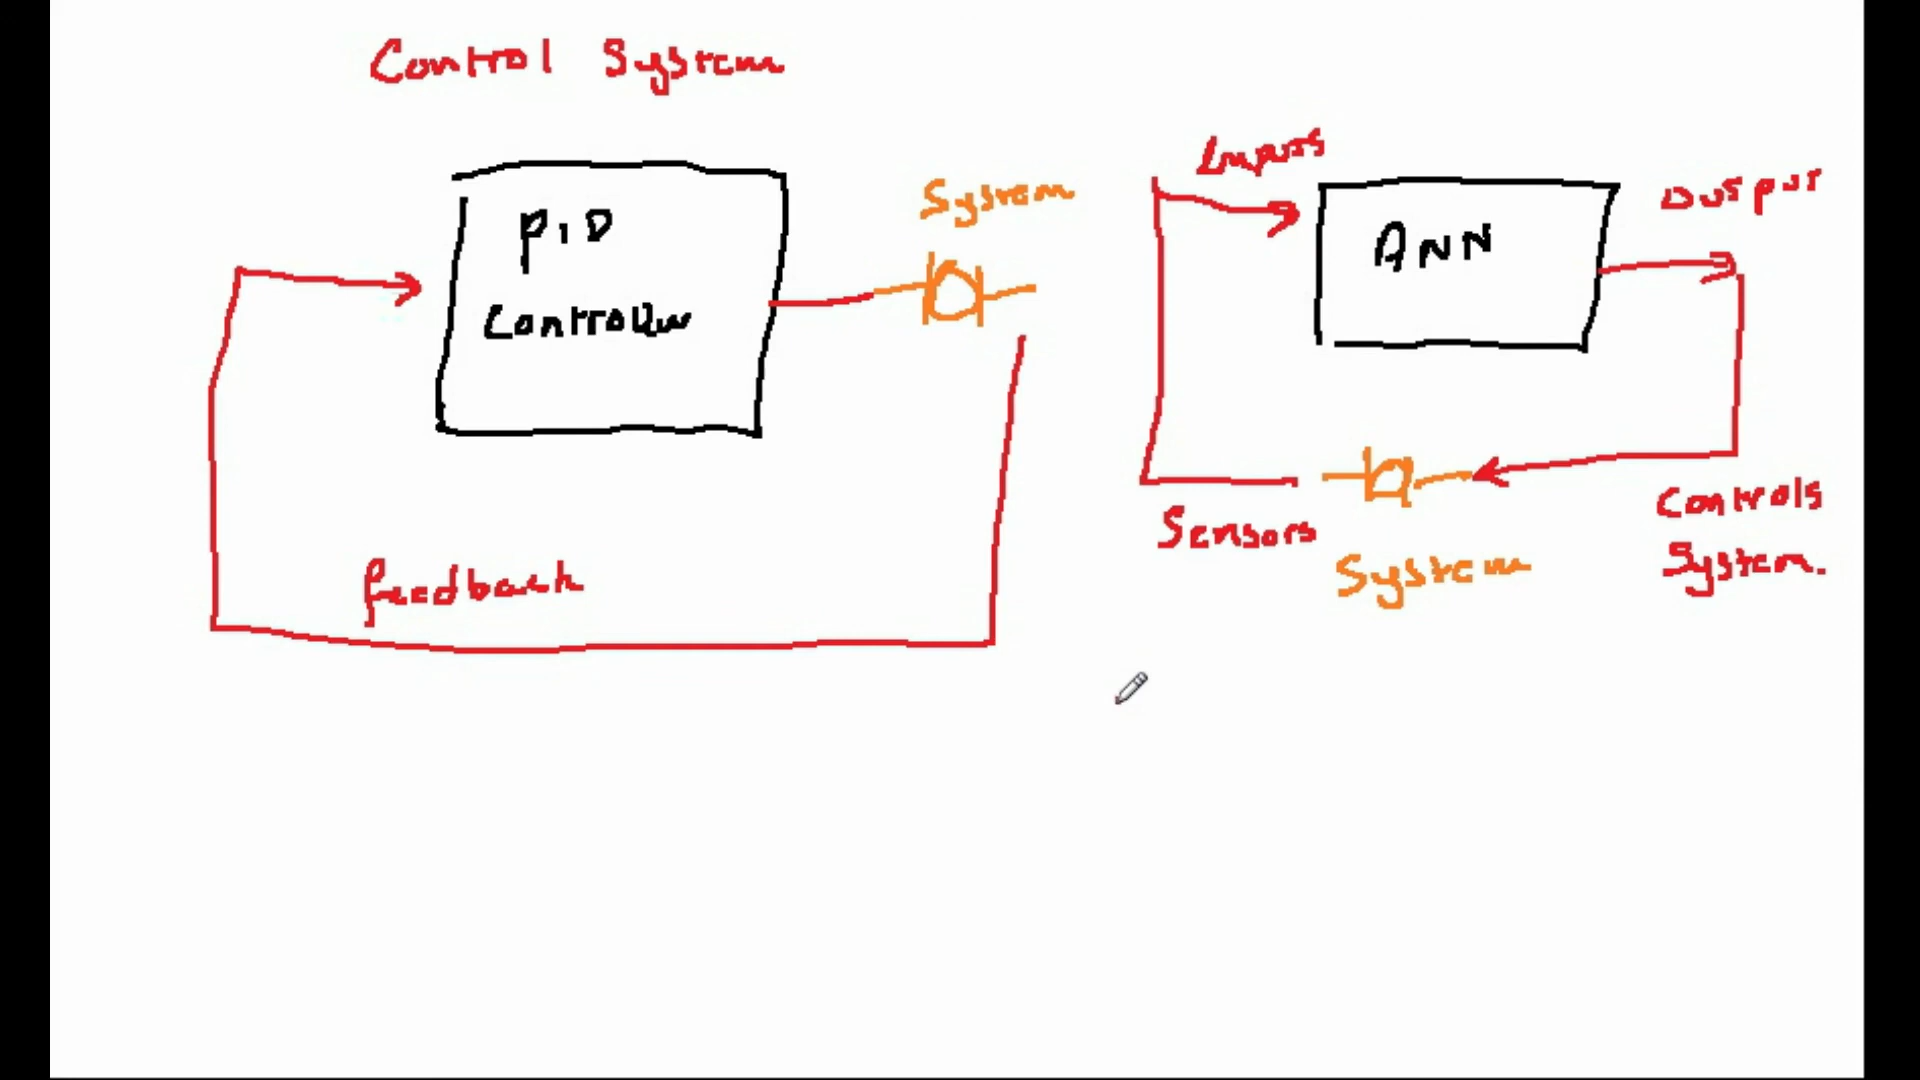 Control System
PID
Controller
System
feedback
Inputs
ANN
Output
Sensors
System
Controls
System.